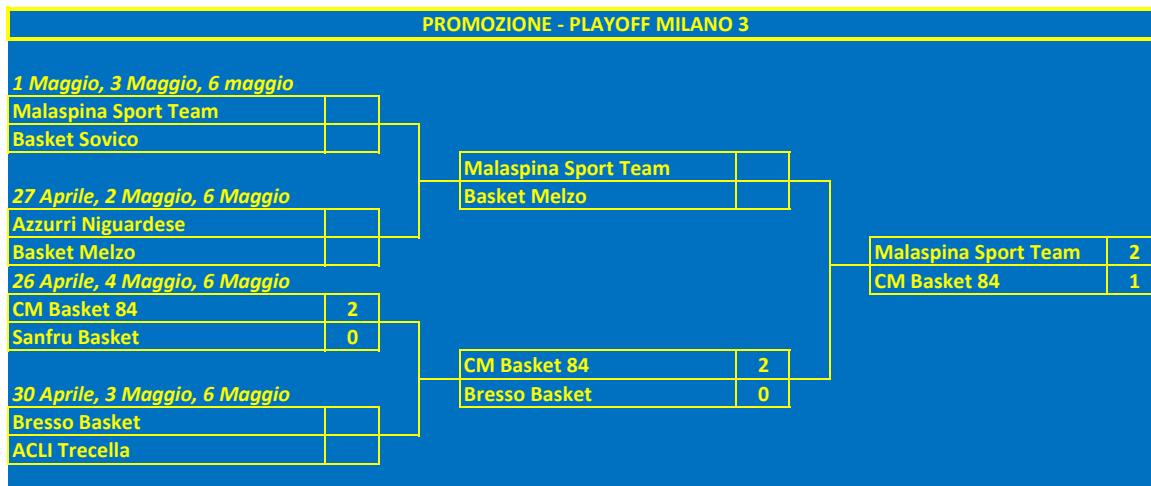 PROMOZIONE - PLAYOFF MILANO 3
1 Maggio, 3 Maggio, 6 maggio
Malaspina Sport Team
Basket Sovico
27 Aprile, 2 Maggio, 6 Maggio
Azzurri Niguardese
Basket Melzo
26 Aprile, 4 Maggio, 6 Maggio
CM Basket 84 2
Sanfru Basket 0
30 Aprile, 3 Maggio, 6 Maggio
Bresso Basket
ACLI Trecella
Malaspina Sport Team
Basket Melzo
CM Basket 84 2
Bresso Basket 0
Malaspina Sport Team 2
CM Basket 84 1